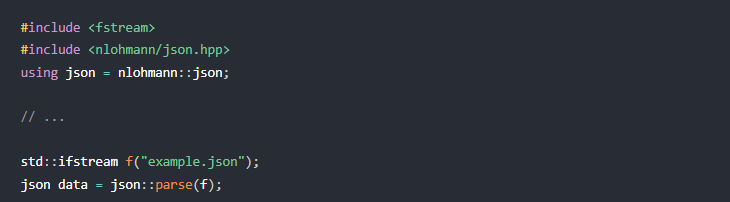 #include <fstream>
#include <nlohmann/json.hpp>
using json = nlohmann::json;
// ...
std::ifstream f("example.json");
json data = json::parse(f);